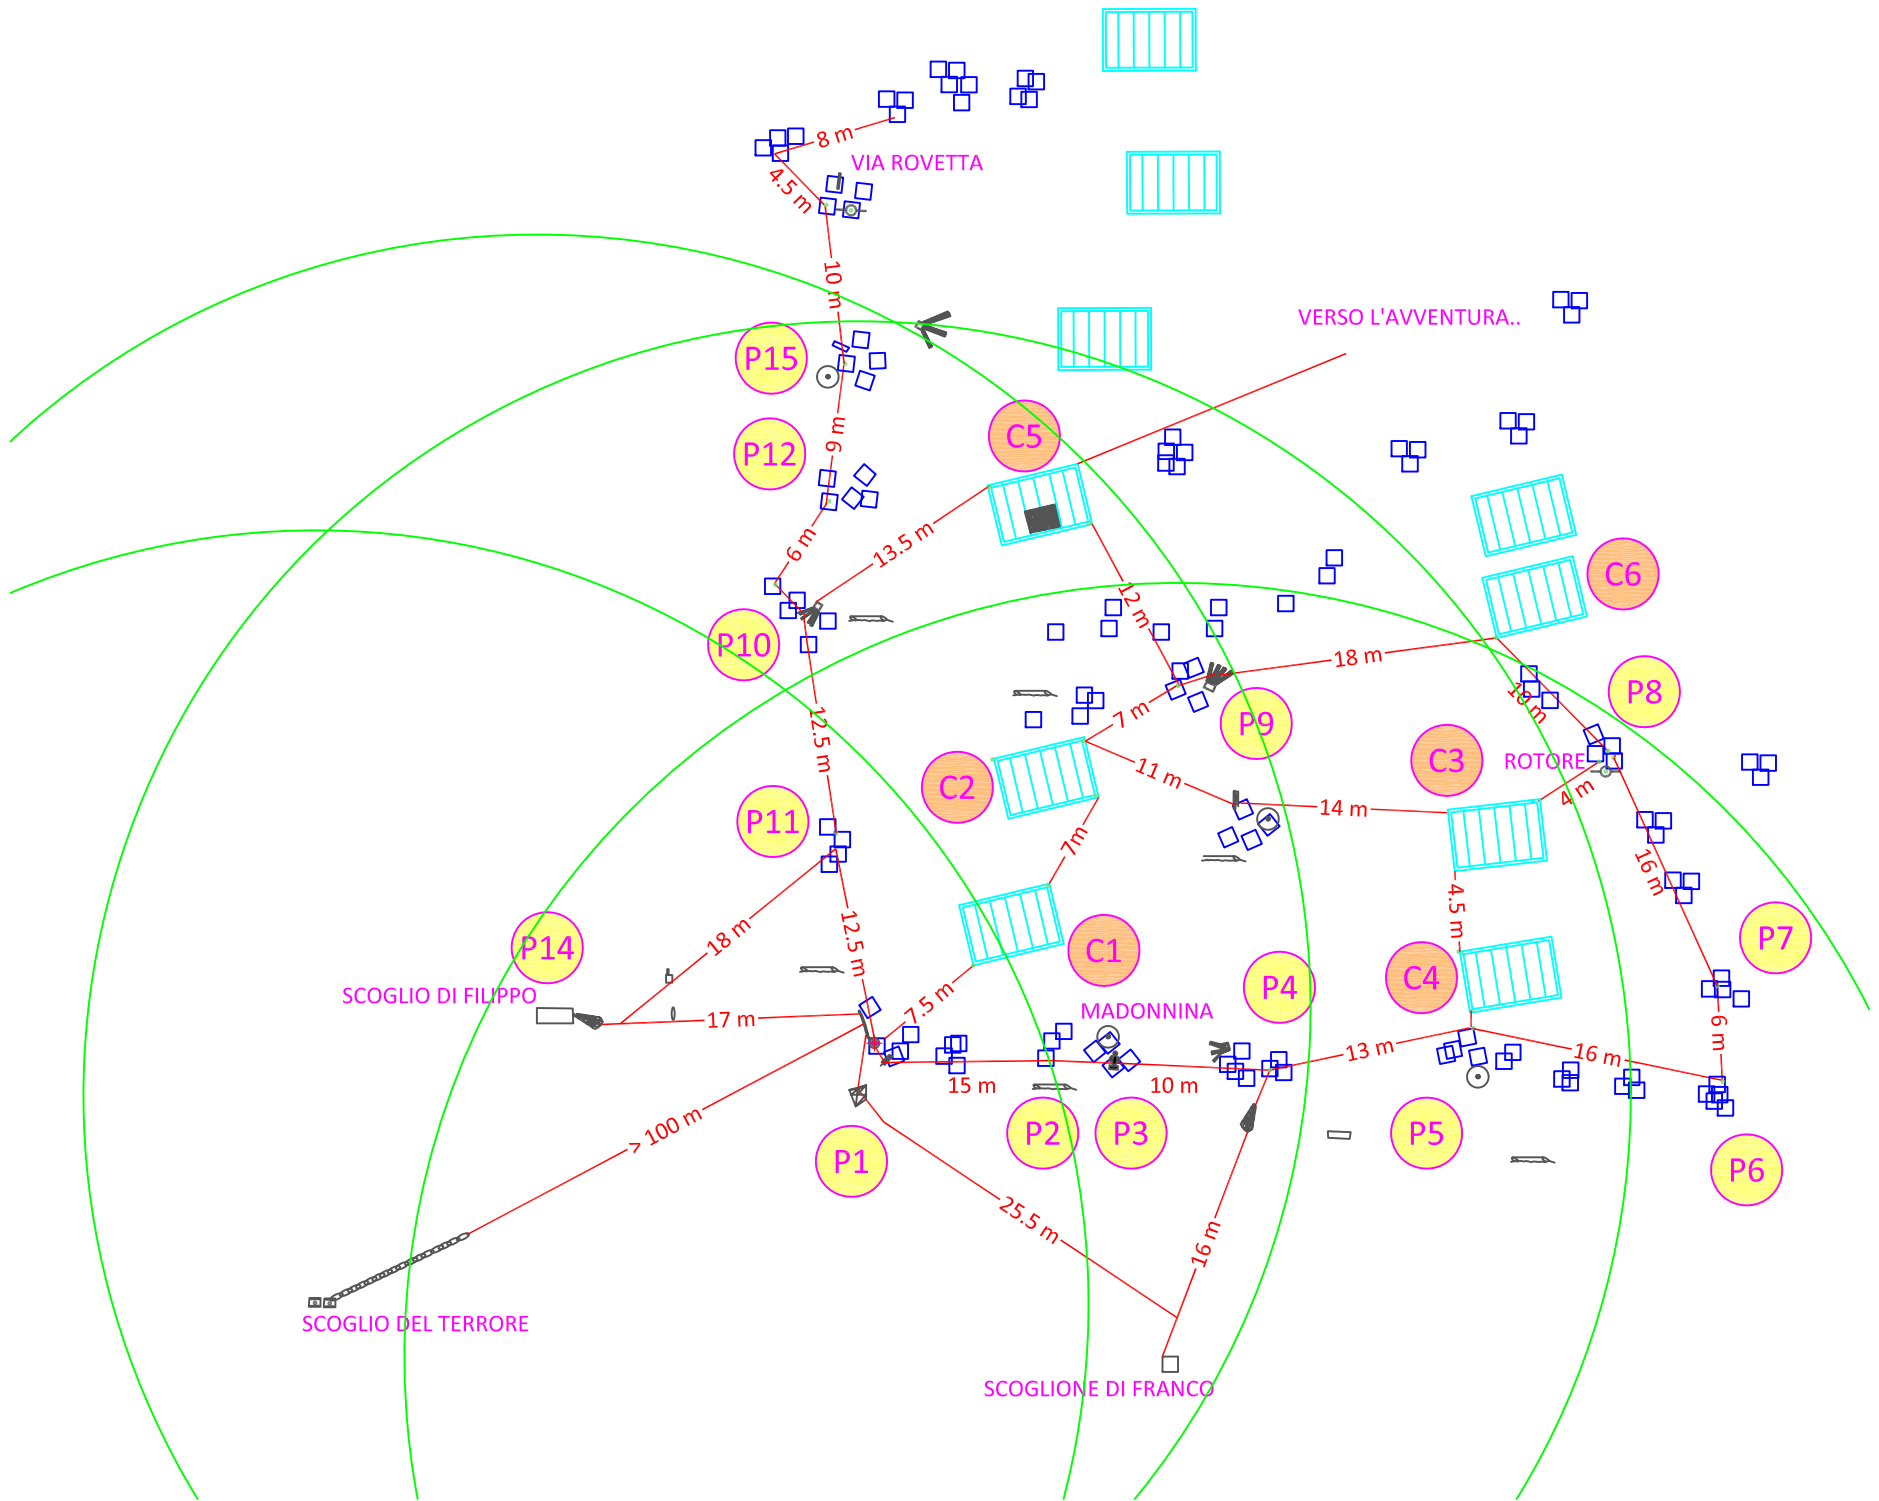 8 m
VIA ROVETTA
4.5 m
10 m
VERSO L'AVVENTURA..
P15
9 m
P12
C5
13.5 m
6 m
C6
12 m
P10
18 m
P8
10 m
7 m
P9
12.5 m
C3
ROTORE
11 m
C2
4 m
14 m
P11
7m
16 m
4.5 m
P14
18 m
12.5 m
C1
P7
C4
P4
SCOGLIO DI FILIPPO
7.5 m
MADONNINA
17 m
6 m
13 m
16 m
15 m
10 m
> 100 m
P1
P2
P3
P5
P6
25.5 m
16 m
SCOGLIO DEL TERRORE
SCOGLIONE DI FRANCO